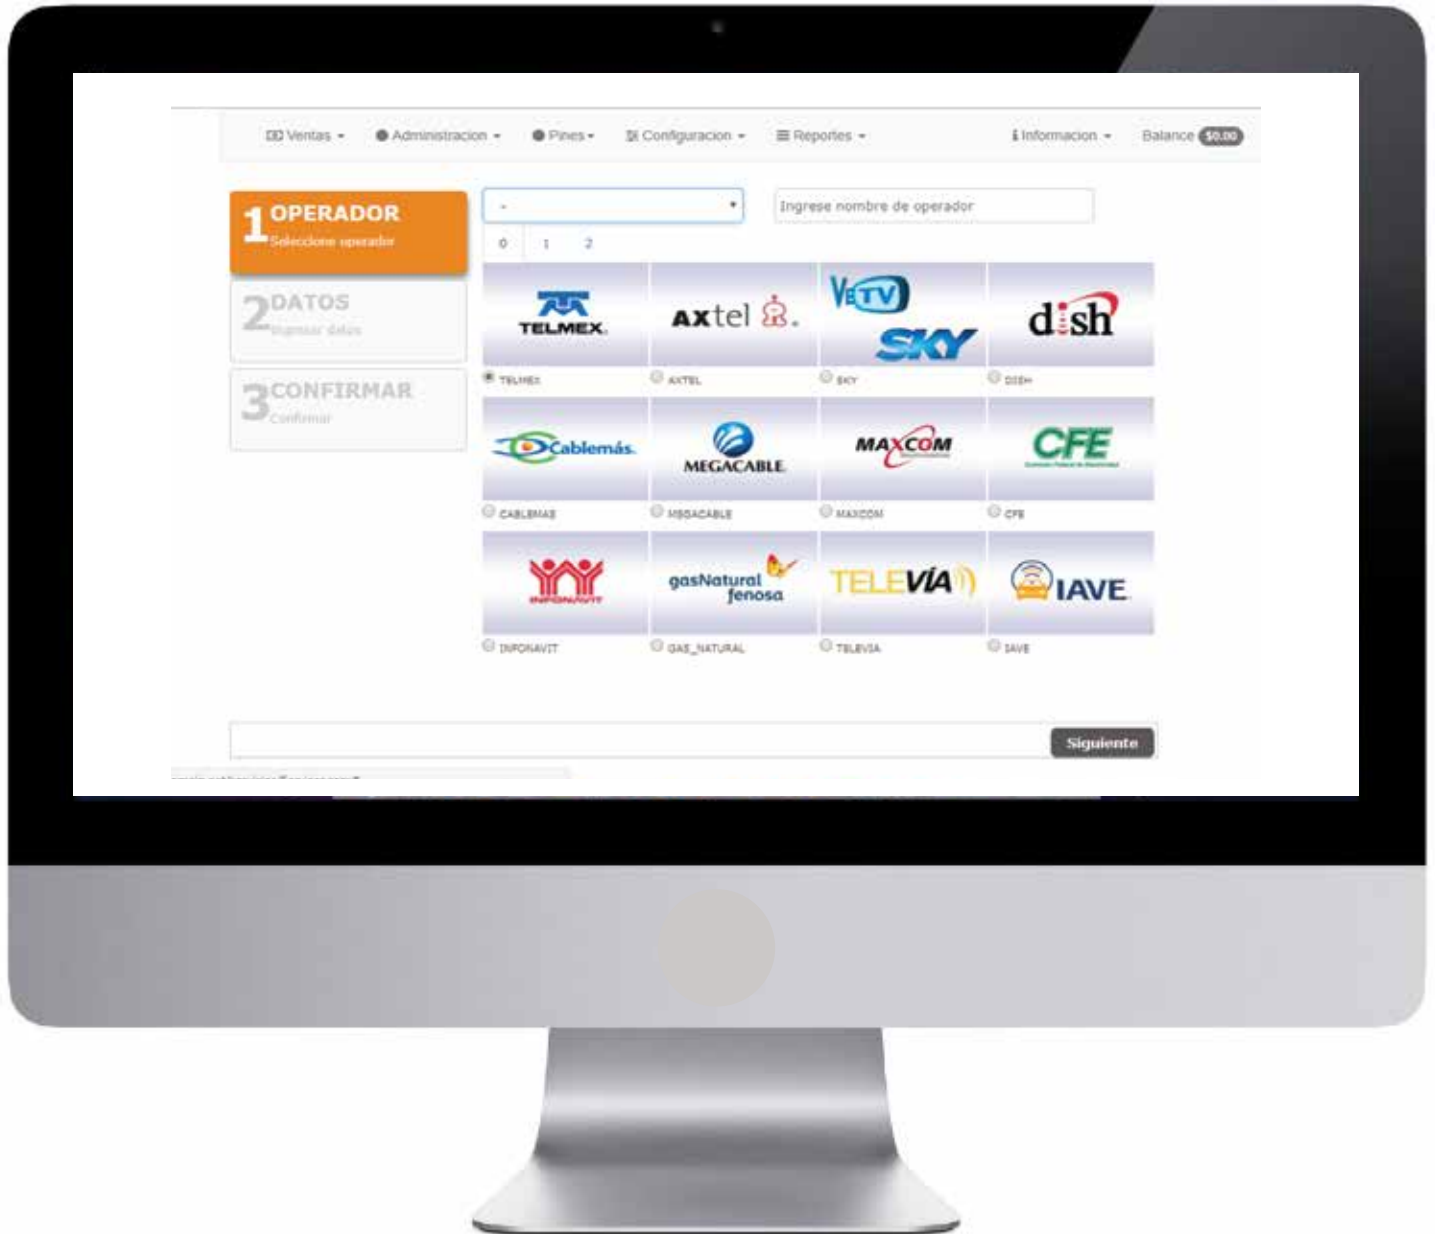 Ventas
Administracion
Pines
Configuracion
Reportes
Informacion
Balance $0.00
1 OPERADOR
Seleccione operador
2 DATOS
Ingresar datos
3 CONFIRMAR
Confirmar
-
Ingrese nombre de operador
0 1 2
TELMEX.
AXtel
VETV
SKY
dish
TELMEX
AXTEL
SKY
DISH
Cablemás.
MEGACABLE
MAXCOM
CFE
CABLEMAS
MEGACABLE
MAXCOM
CFE
INFONAVIT
gasNatural
fenosa
TELEVÍA
IAVE
INFONAVIT
GAS_NATURAL
TELEVIA
IAVE
Siguiente